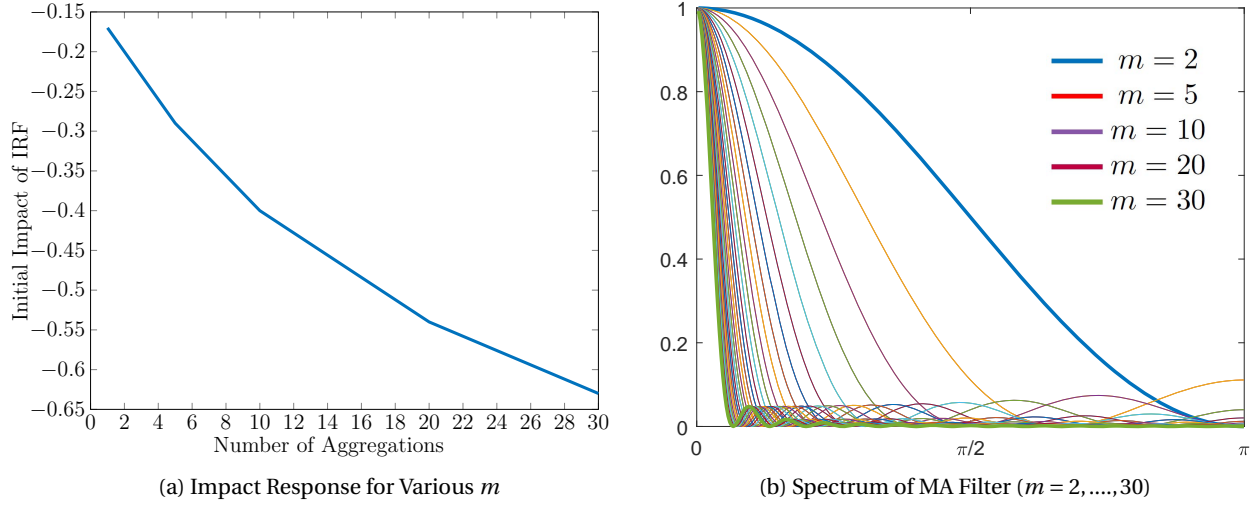 −0.15
−0.2
−0.25
−0.3
−0.35
−0.4
−0.45
−0.5
−0.55
−0.6
−0.65
Initial Impact of IRF
0 2 4 6 8 10 12 14 16 18 20 22 24 26 28 30
Number of Aggregations
(a) Impact Response for Various m
1
0.8
0.6
0.4
0.2
0
m = 2
m = 5
m = 10
m = 20
m = 30
0 π/2 π
(b) Spectrum of MA Filter (m = 2, ...., 30)